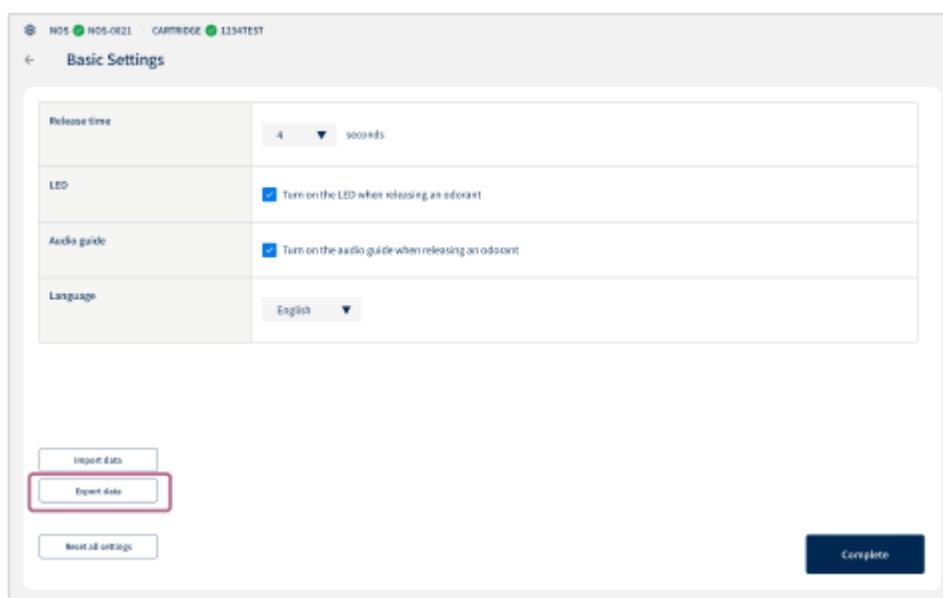 NOS NOS-0021 CARTRIDGE 1234TEST
Basic Settings
Release time
4 seconds
LED
Turn on the LED when releasing an odorant
Audio guide
Turn on the audio guide when releasing an odorant
Language
English
Import data
Export data
Reset all settings
Complete